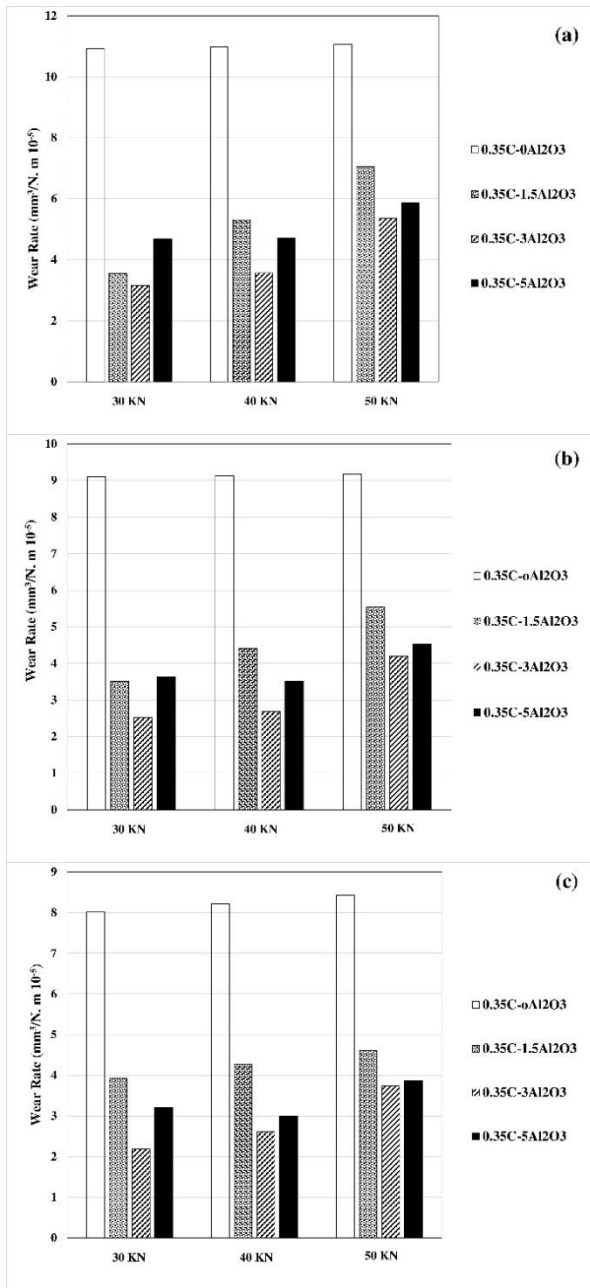 (a)
12
10
8
6
4
2
0
Wear Rate (mm³/N. m 10⁻⁵)
30 KN 40 KN 50 KN
0.35C-0Al2O3
0.35C-1.5Al2O3
0.35C-3Al2O3
0.35C-5Al2O3
(b)
10
9
8
7
6
5
4
3
2
1
0
Wear Rate (mm³/N. m 10⁻⁵)
30 KN 40 KN 50 KN
0.35C-oAl2O3
0.35C-1.5Al2O3
0.35C-3Al2O3
0.35C-5Al2O3
(c)
9
8
7
6
5
4
3
2
1
0
Wear Rate (mm³/N. m 10⁻⁵)
30 KN 40 KN 50 KN
0.35C-oAl2O3
0.35C-1.5Al2O3
0.35C-3Al2O3
0.35C-5Al2O3